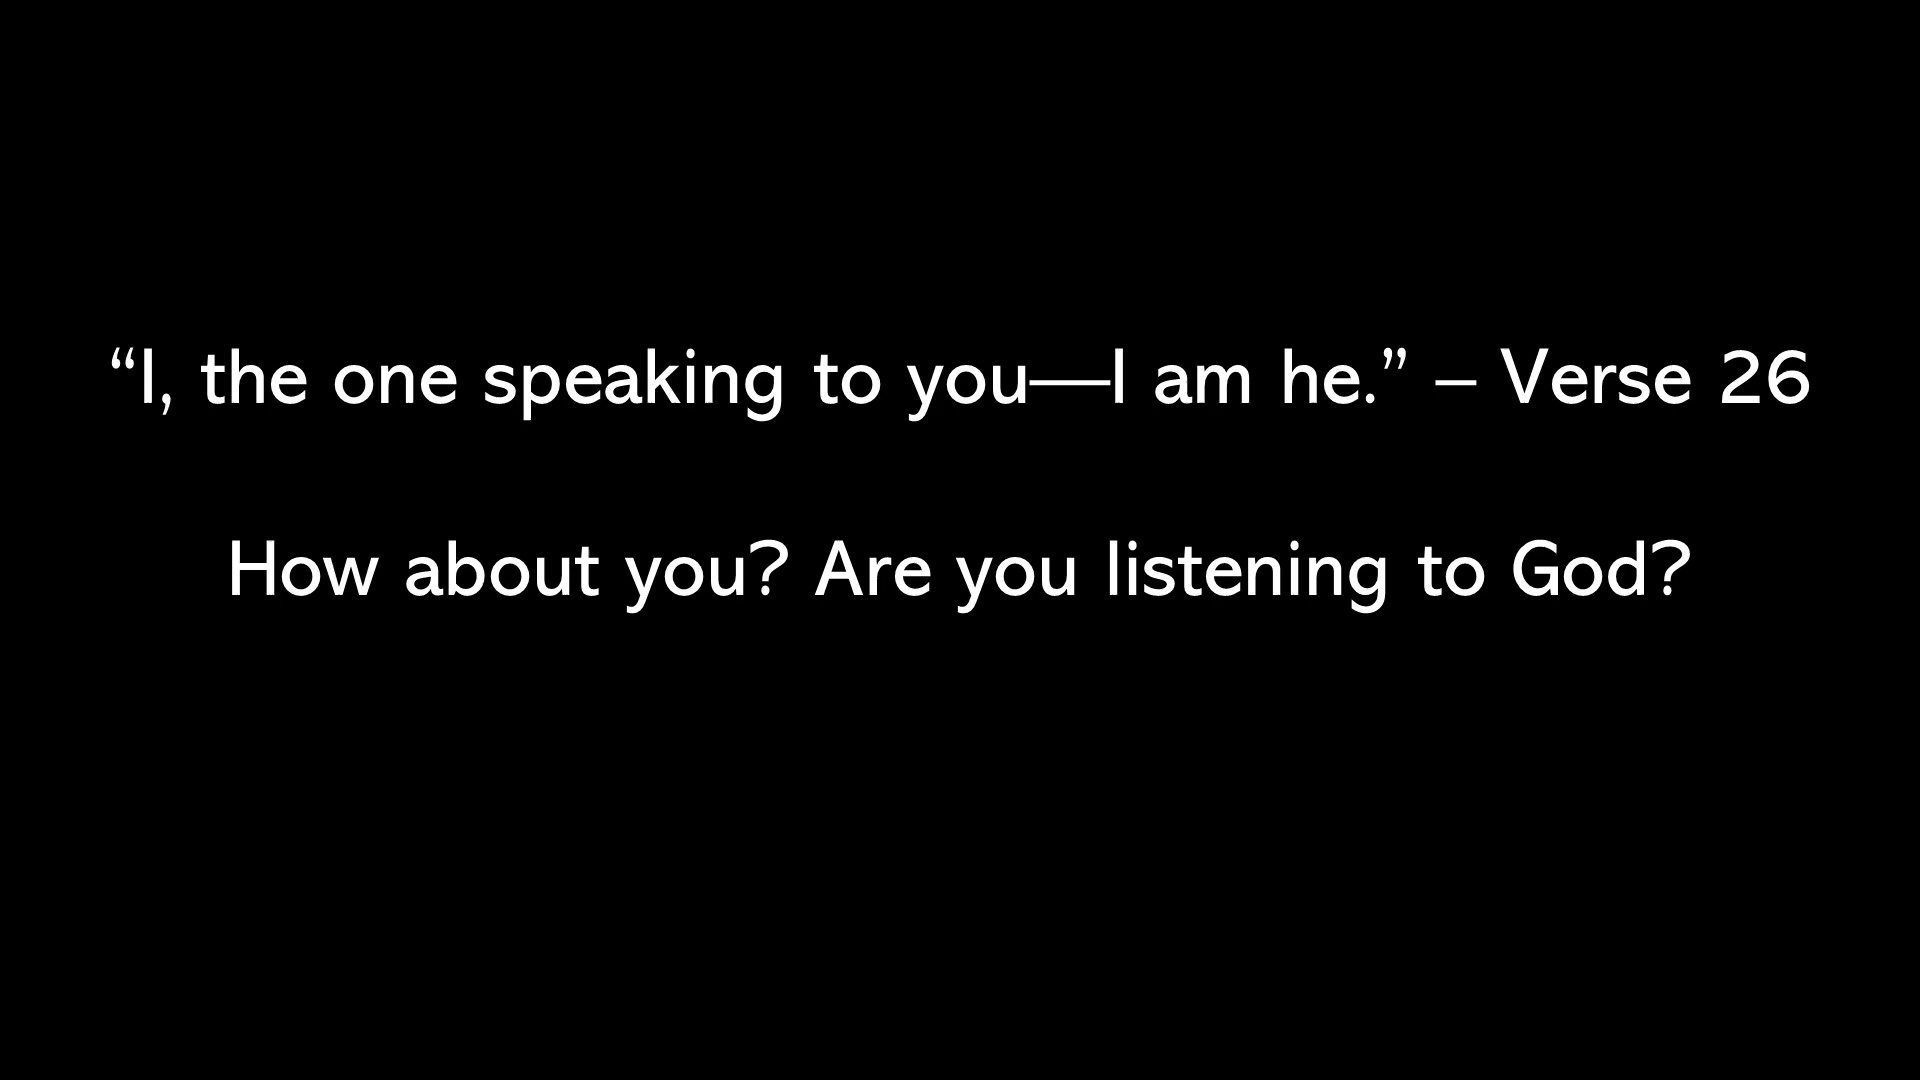 “I, the one speaking to you—I am he.” – Verse 26
How about you? Are you listening to God?